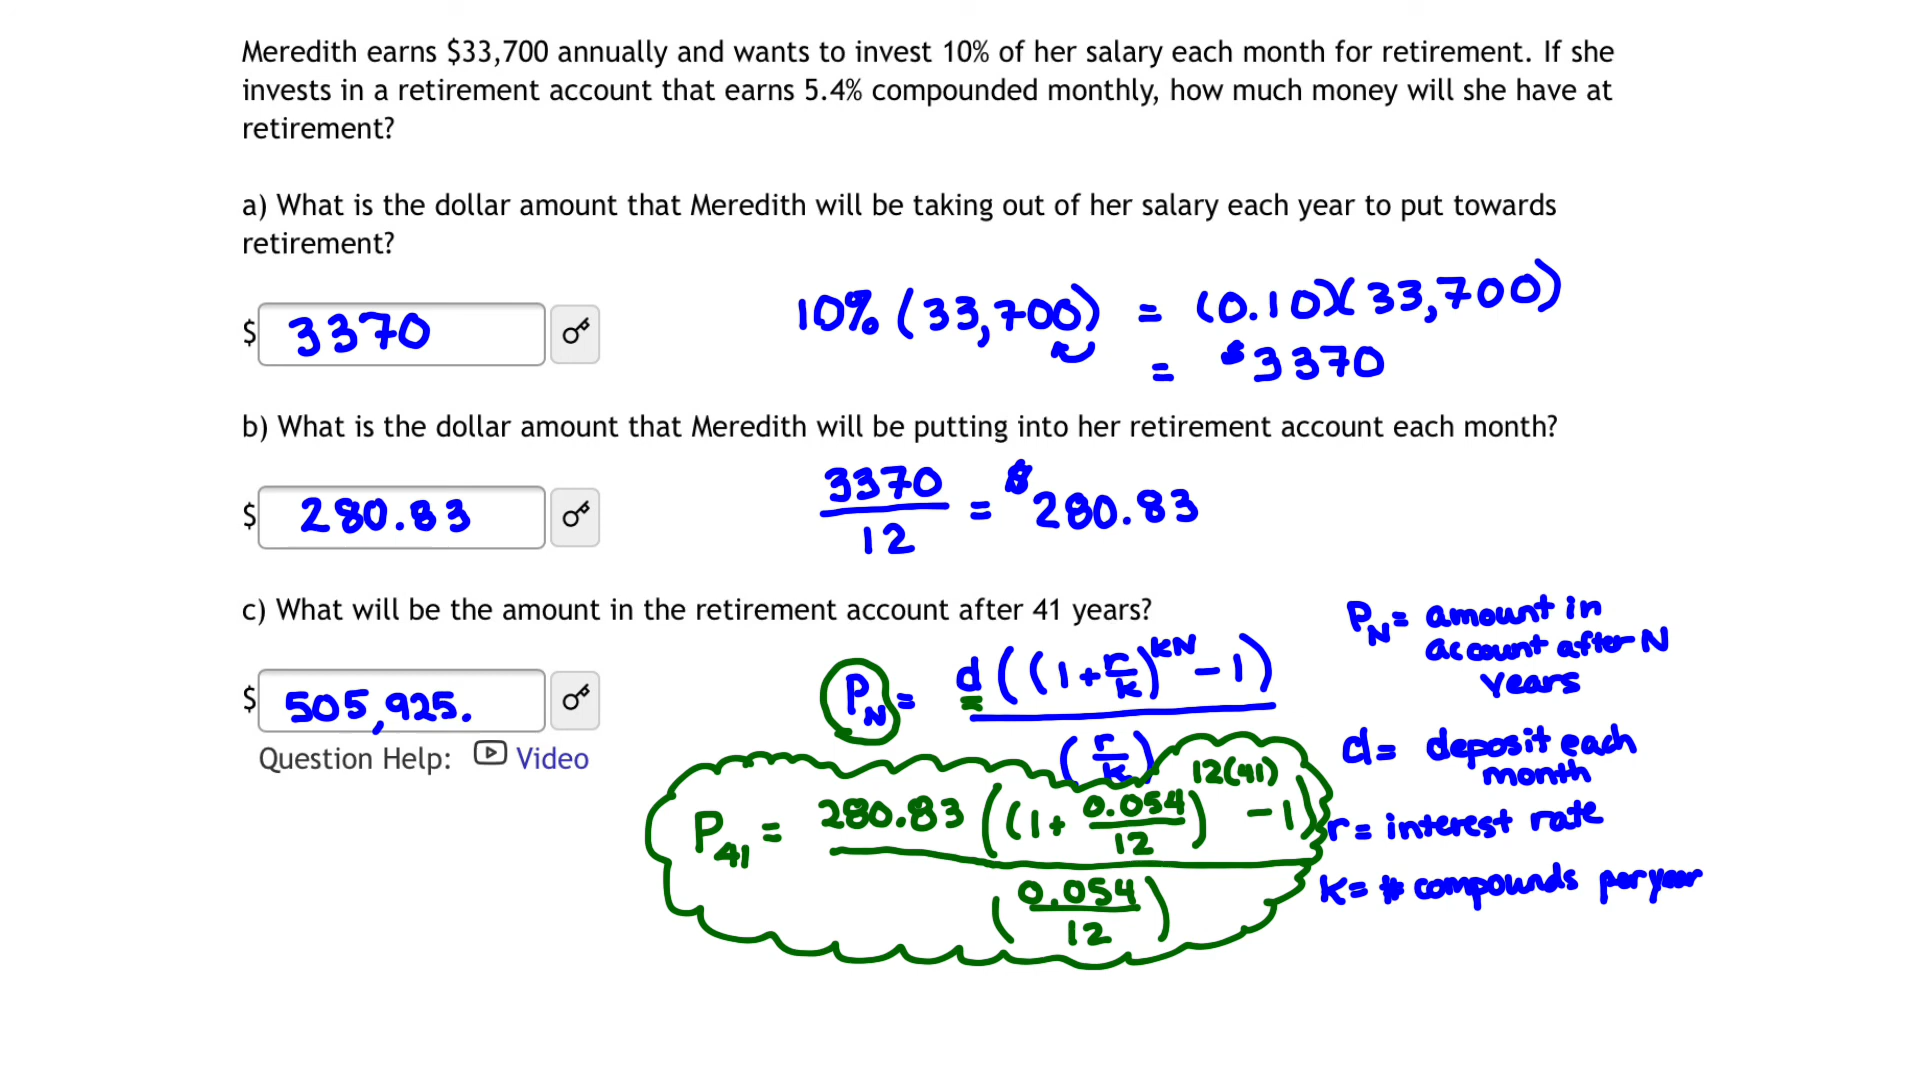 Meredith earns $33,700 annually and wants to invest 10% of her salary each month for retirement. If she
invests in a retirement account that earns 5.4% compounded monthly, how much money will she have at
retirement?
a) What is the dollar amount that Meredith will be taking out of her salary each year to put towards
retirement?
$ 3370
10% (33,700) = (0.10)(33,700)
= $3370
b) What is the dollar amount that Meredith will be putting into her retirement account each month?
$ 280.83
3370/12 = $280.83
c) What will be the amount in the retirement account after 41 years?
$ 505,925.
Question Help: Video
P_N = d((1+r/k)^kN - 1) / (r/k)
P_41 = 280.83((1+0.054/12)^12(41) - 1) / (0.054/12)
P_N = amount in
account after N
years
d = deposit each
month
r = interest rate
k = # compounds per year